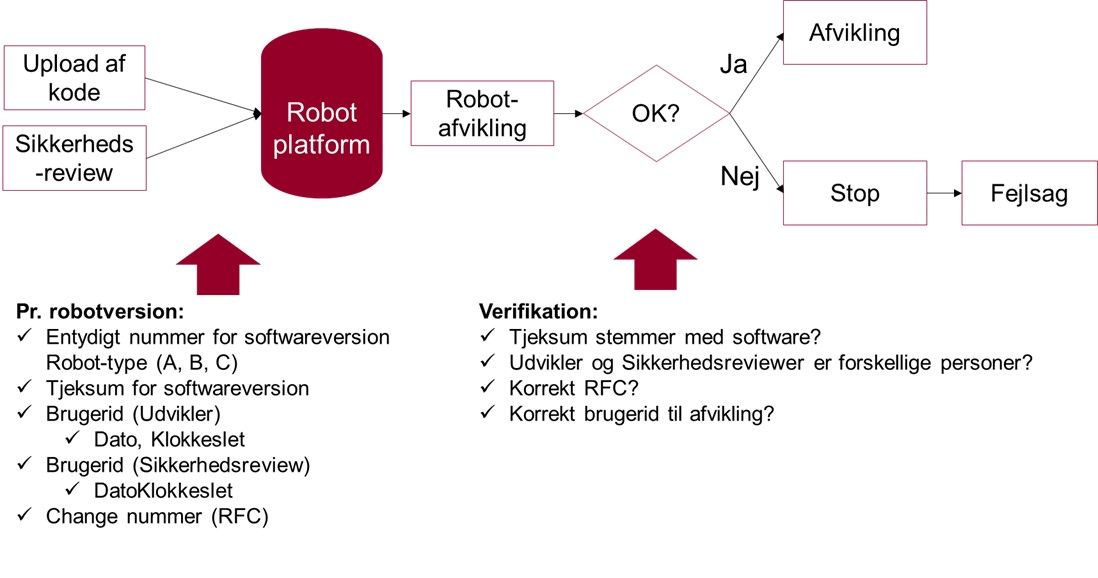 Upload af
kode
Sikkerheds
-review
Robot
platform
Robot-
afvikling
OK?
Ja
Nej
Afvikling
Stop
Fejlsag
Pr. robotversion:
✓ Entydigt nummer for softwareversion
Robot-type (A, B, C)
✓ Tjeksum for softwareversion
✓ Brugerid (Udvikler)
✓ Dato, Klokkeslet
✓ Brugerid (Sikkerhedsreview)
✓ DatoKlokkeslet
✓ Change nummer (RFC)
Verifikation:
✓ Tjeksum stemmer med software?
✓ Udvikler og Sikkerhedsreviewer er forskellige personer?
✓ Korrekt RFC?
✓ Korrekt brugerid til afvikling?